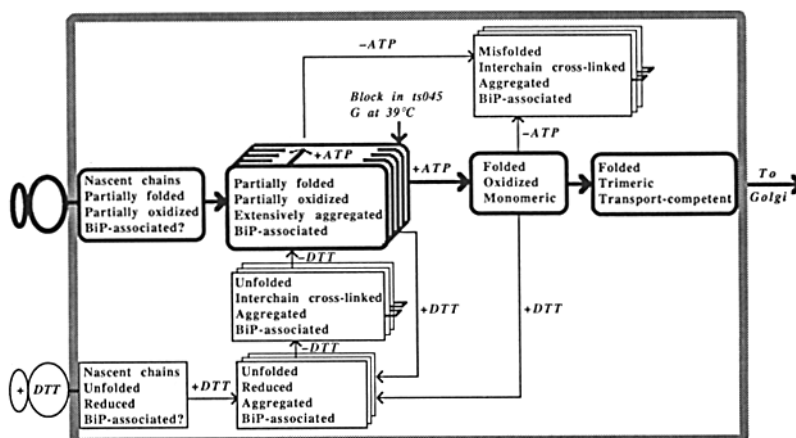 -ATP
Misfolded
Interchain cross-linked
Aggregated
BiP-associated
Block in ts045
G at 39°C
-ATP
+ATP
+ATP
Nascent chains
Partially folded
Partially oxidized
BiP-associated?
Partially folded
Partially oxidized
Extensively aggregated
BiP-associated
Folded
Oxidized
Monomeric
Folded
Trimeric
Transport-competent
To
Golgi
-DTT
Unfolded
Interchain cross-linked
Aggregated
BiP-associated
+DTT
+DTT
-DTT
+ DTT
Nascent chains
Unfolded
Reduced
BiP-associated?
+DTT
Unfolded
Reduced
Aggregated
BiP-associated